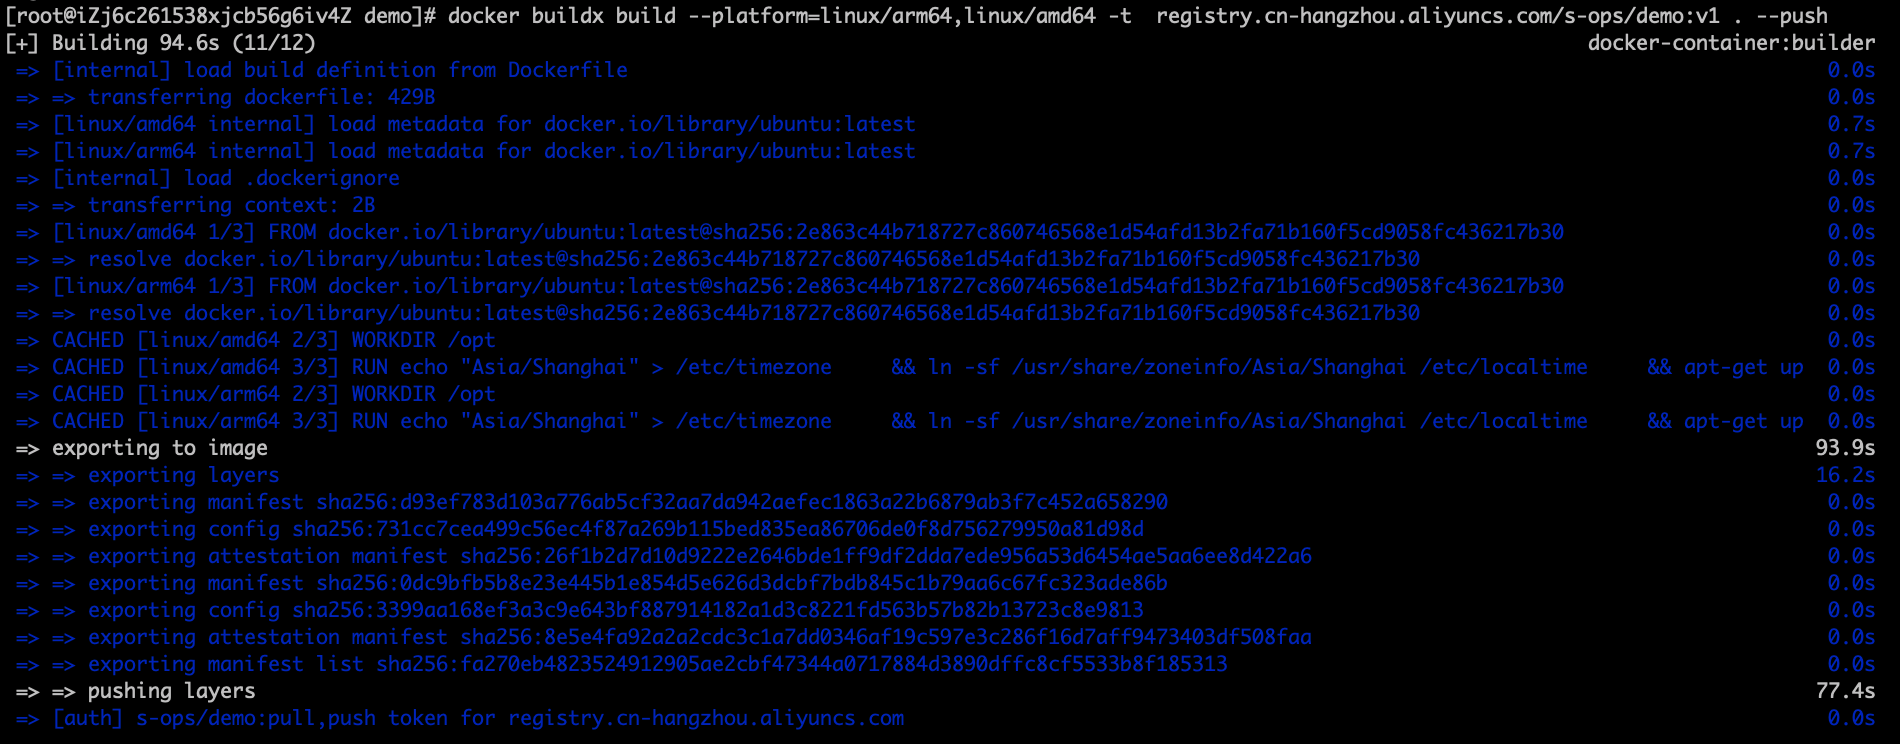 [root@iZj6c261538xjcb56g6iv4Z demo]# docker buildx build --platform=linux/arm64,linux/amd64 -t  registry.cn-hangzhou.aliyuncs.com/s-ops/demo:v1 . --push
[+] Building 94.6s (11/12) docker-container:builder
=> [internal] load build definition from Dockerfile 0.0s
=> => transferring dockerfile: 429B 0.0s
=> [linux/amd64 internal] load metadata for docker.io/library/ubuntu:latest 0.7s
=> [linux/arm64 internal] load metadata for docker.io/library/ubuntu:latest 0.7s
=> [internal] load .dockerignore 0.0s
=> => transferring context: 2B 0.0s
=> [linux/amd64 1/3] FROM docker.io/library/ubuntu:latest@sha256:2e863c44b718727c860746568e1d54afd13b2fa71b160f5cd9058fc436217b30 0.0s
=> => resolve docker.io/library/ubuntu:latest@sha256:2e863c44b718727c860746568e1d54afd13b2fa71b160f5cd9058fc436217b30 0.0s
=> [linux/arm64 1/3] FROM docker.io/library/ubuntu:latest@sha256:2e863c44b718727c860746568e1d54afd13b2fa71b160f5cd9058fc436217b30 0.0s
=> => resolve docker.io/library/ubuntu:latest@sha256:2e863c44b718727c860746568e1d54afd13b2fa71b160f5cd9058fc436217b30 0.0s
=> CACHED [linux/amd64 2/3] WORKDIR /opt 0.0s
=> CACHED [linux/amd64 3/3] RUN echo "Asia/Shanghai" > /etc/timezone     && ln -sf /usr/share/zoneinfo/Asia/Shanghai /etc/localtime     && apt-get up 0.0s
=> CACHED [linux/arm64 2/3] WORKDIR /opt 0.0s
=> CACHED [linux/arm64 3/3] RUN echo "Asia/Shanghai" > /etc/timezone     && ln -sf /usr/share/zoneinfo/Asia/Shanghai /etc/localtime     && apt-get up 0.0s
=> exporting to image 93.9s
=> => exporting layers 16.2s
=> => exporting manifest sha256:d93ef783d103a776ab5cf32aa7da942aefec1863a22b6879ab3f7c452a658290 0.0s
=> => exporting config sha256:731cc7cea499c56ec4f87a269b115bed835ea86706de0f8d756279950a81d98d 0.0s
=> => exporting attestation manifest sha256:26f1b2d7d10d9222e2646bde1ff9df2dda7ede956a53d6454ae5aa6ee8d422a6 0.0s
=> => exporting manifest sha256:0dc9bfb5b8e23e445b1e854d5e626d3dcbf7bdb845c1b79aa6c67fc323ade86b 0.0s
=> => exporting config sha256:3399aa168ef3a3c9e643bf887914182a1d3c8221fd563b57b82b13723c8e9813 0.0s
=> => exporting attestation manifest sha256:8e5e4fa92a2a2cdc3c1a7dd0346af19c597e3c286f16d7aff9473403df508faa 0.0s
=> => exporting manifest list sha256:fa270eb4823524912905ae2cbf47344a0717884d3890dffc8cf5533b8f185313 0.0s
=> => pushing layers 77.4s
=> [auth] s-ops/demo:pull,push token for registry.cn-hangzhou.aliyuncs.com 0.0s